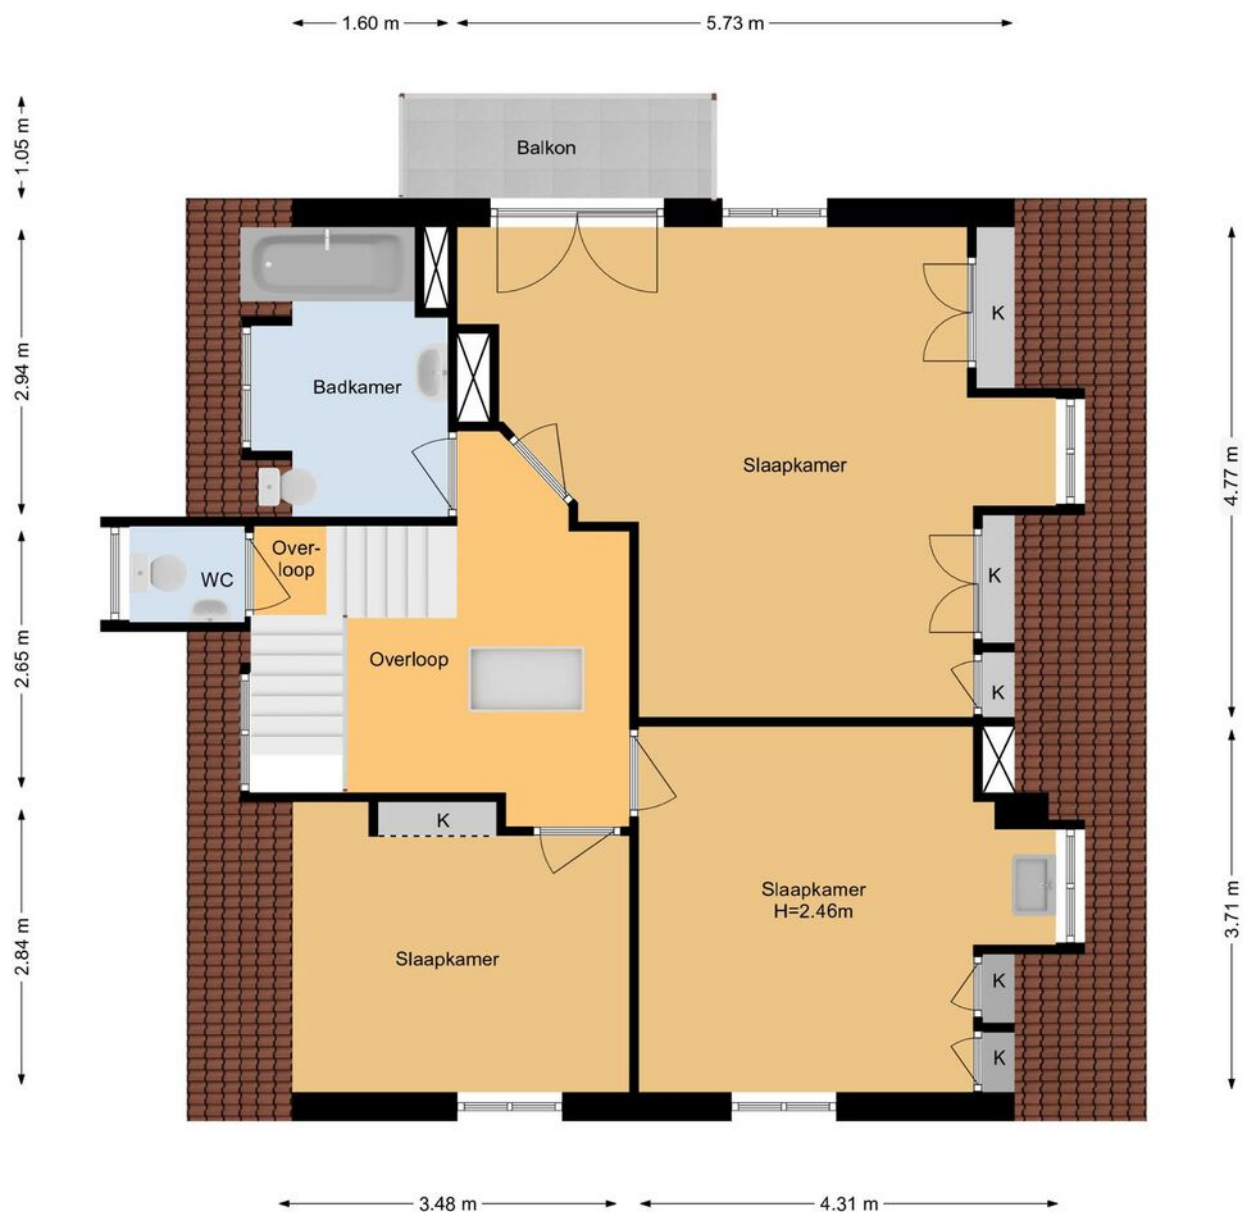 1.60 m
5.73 m
1.05 m
Balkon
K
2.94 m
Badkamer
Slaapkamer
4.77 m
Over-
loop
WC
K
2.65 m
Overloop
K
K
Slaapkamer
H=2.46m
3.71 m
2.84 m
Slaapkamer
K
K
3.48 m
4.31 m